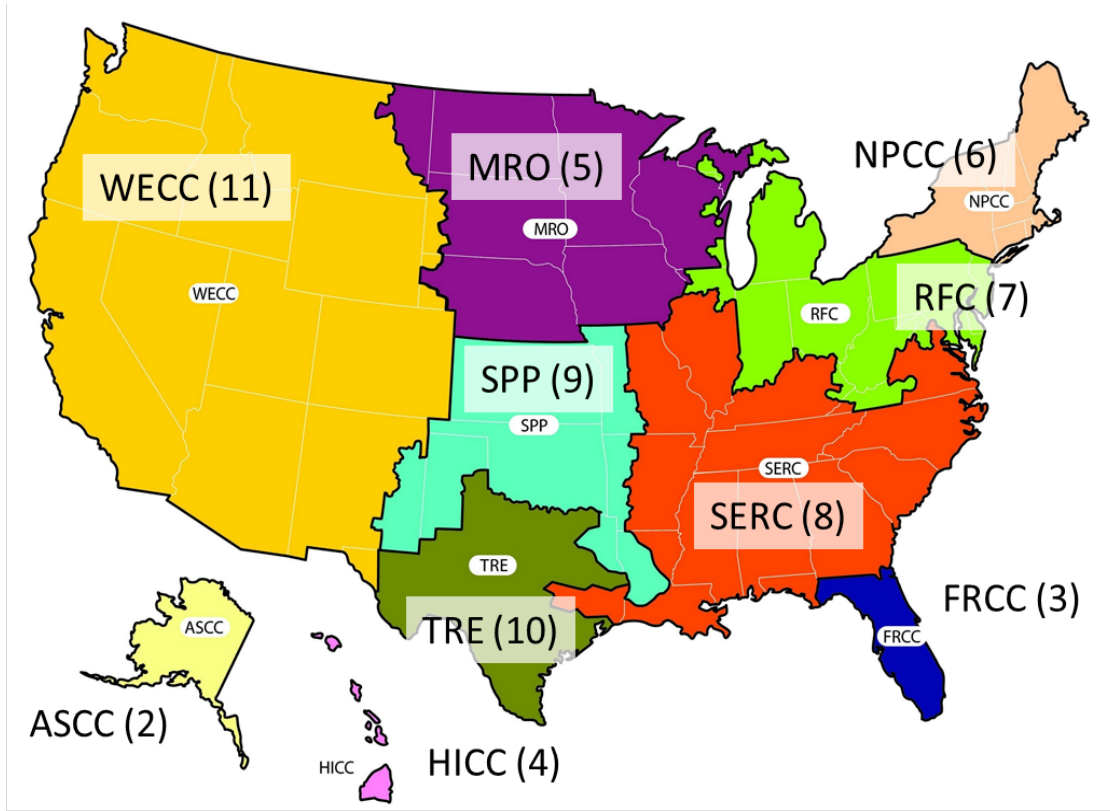 NPCC (6)
MRO (5)
WECC (11)
NPCC
MRO
WECC
RFC (7)
RFC
SPP (9)
SPP
SERC
SERC (8)
TRE
FRCC (3)
TRE (10)
ASCC
FRCC
ASCC (2)
HICC
HICC (4)